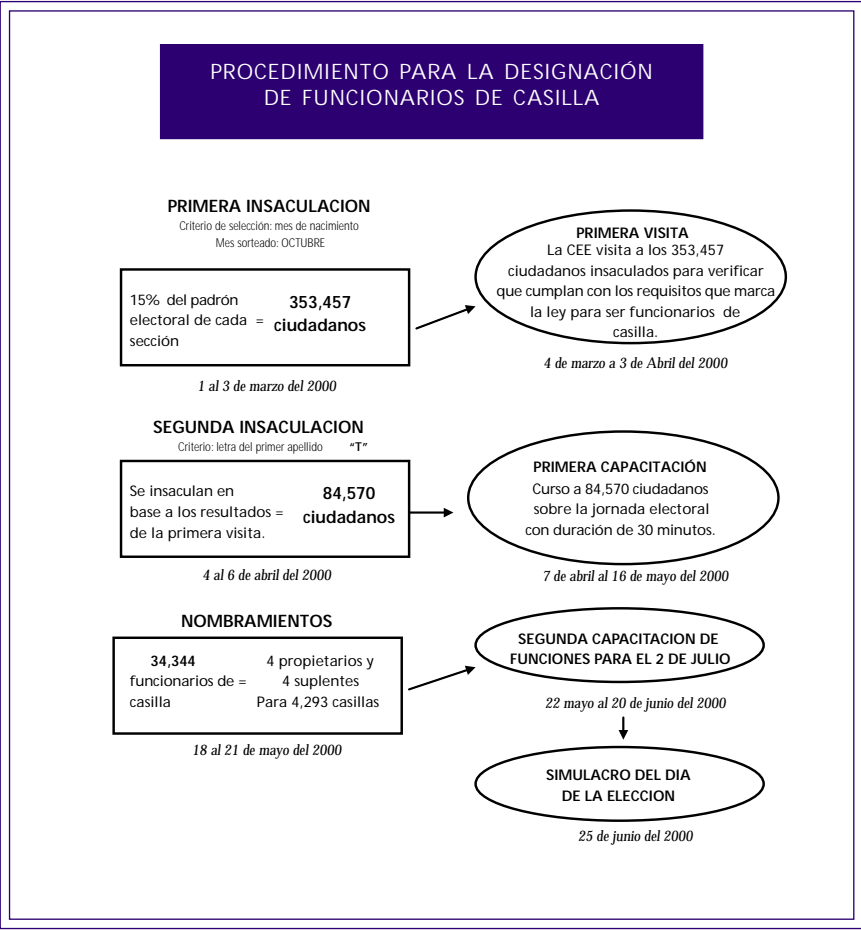 PROCEDIMIENTO PARA LA DESIGNACIÓN
DE FUNCIONARIOS DE CASILLA
PRIMERA INSACULACION
Criterio de selección: mes de nacimiento
Mes sorteado: OCTUBRE
15% del padrón
electoral de cada =
sección
353,457
ciudadanos
1 al 3 de marzo del 2000
PRIMERA VISITA
La CEE visita a los 353,457
ciudadanos insaculados para verificar
que cumplan con los requisitos que marca
la ley para ser funcionarios de
casilla.
4 de marzo a 3 de Abril del 2000
SEGUNDA INSACULACION
Criterio: letra del primer apellido "T"
Se insaculan en
base a los resultados =
de la primera visita.
84,570
ciudadanos
4 al 6 de abril del 2000
PRIMERA CAPACITACIÓN
Curso a 84,570 ciudadanos
sobre la jornada electoral
con duración de 30 minutos.
7 de abril al 16 de mayo del 2000
NOMBRAMIENTOS
34,344
funcionarios de =
casilla
4 propietarios y
4 suplentes
Para 4,293 casillas
18 al 21 de mayo del 2000
SEGUNDA CAPACITACION DE
FUNCIONES PARA EL 2 DE JULIO
22 mayo al 20 de junio del 2000
SIMULACRO DEL DIA
DE LA ELECCION
25 de junio del 2000